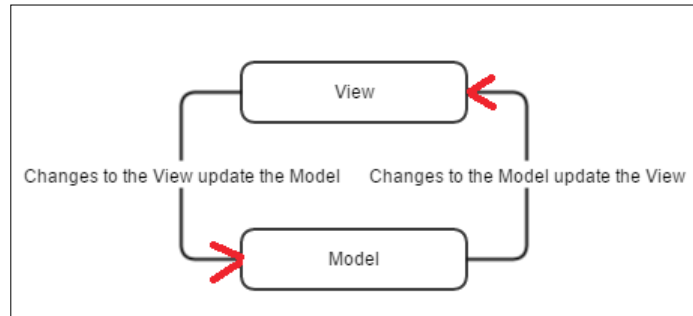 View
Changes to the View update the Model
Changes to the Model update the View
Model